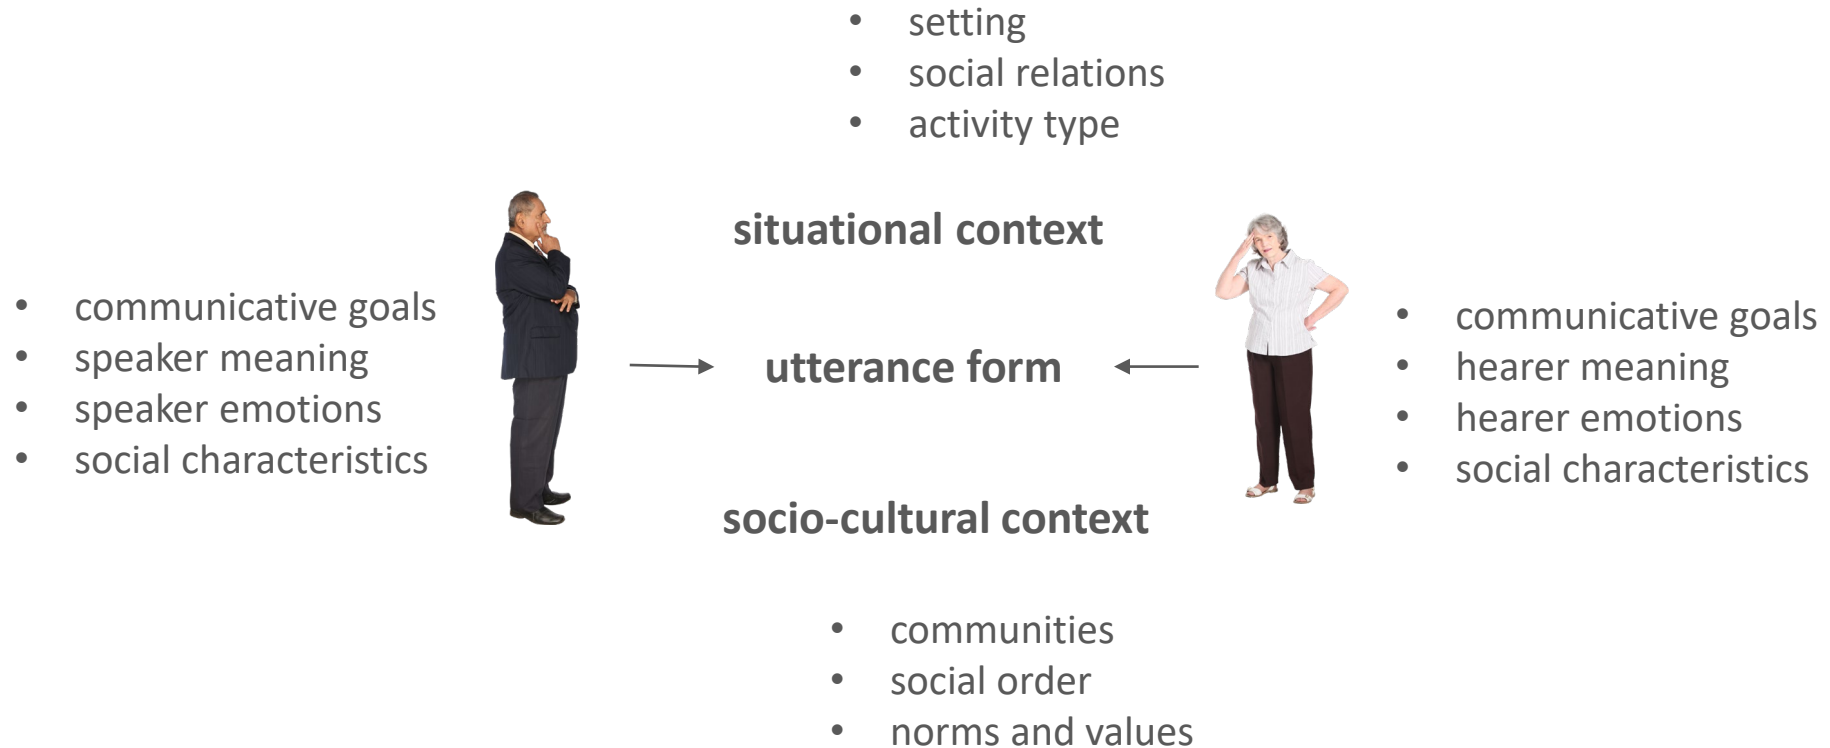 • setting
• social relations
• activity type
situational context
• communicative goals
• speaker meaning
• speaker emotions
• social characteristics
utterance form
• communicative goals
• hearer meaning
• hearer emotions
• social characteristics
socio-cultural context
• communities
• social order
• norms and values